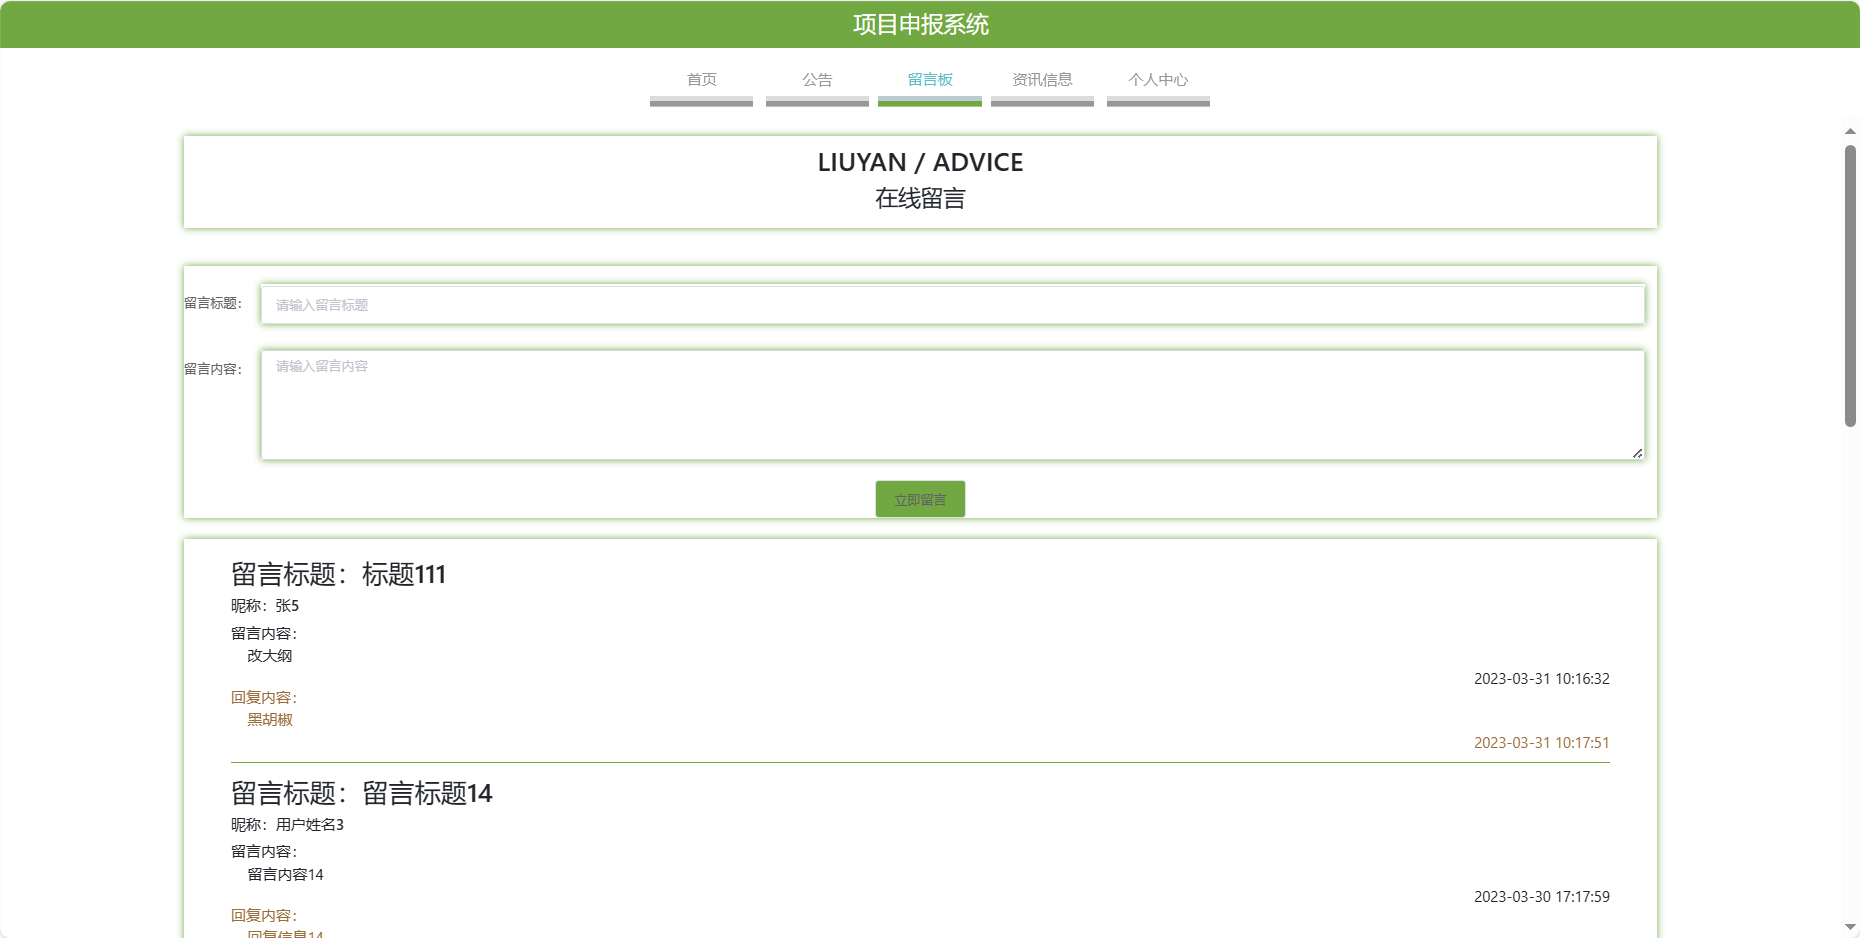 项目申报系统
首页 公告 留言板 资讯信息 个人中心
LIUYAN / ADVICE
在线留言
留言标题： 请输入留言标题
留言内容： 请输入留言内容
立即留言
留言标题：标题111
昵称：张5
留言内容：
改大纲
2023-03-31 10:16:32
回复内容：
黑胡椒
2023-03-31 10:17:51
留言标题：留言标题14
昵称：用户姓名3
留言内容：
留言内容14
2023-03-30 17:17:59
回复内容：
回复信息14